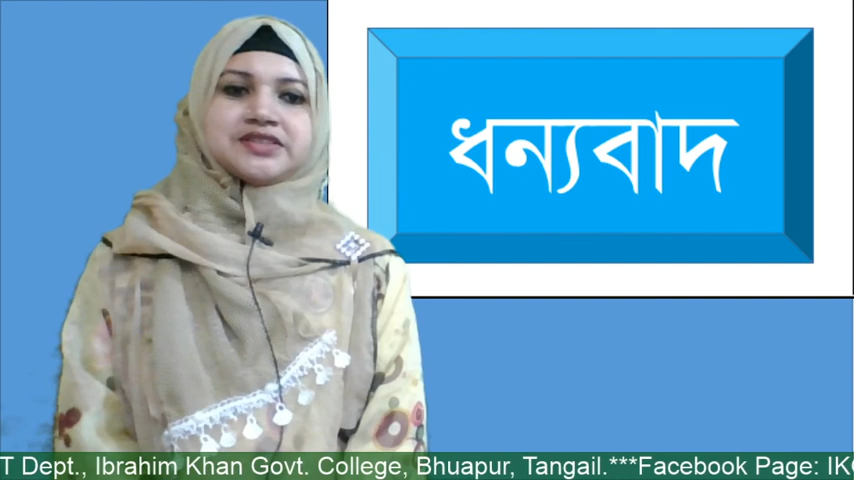 ধন্যবাদ
T Dept., Ibrahim Khan Govt. College, Bhuapur, Tangail.***Facebook Page: IK